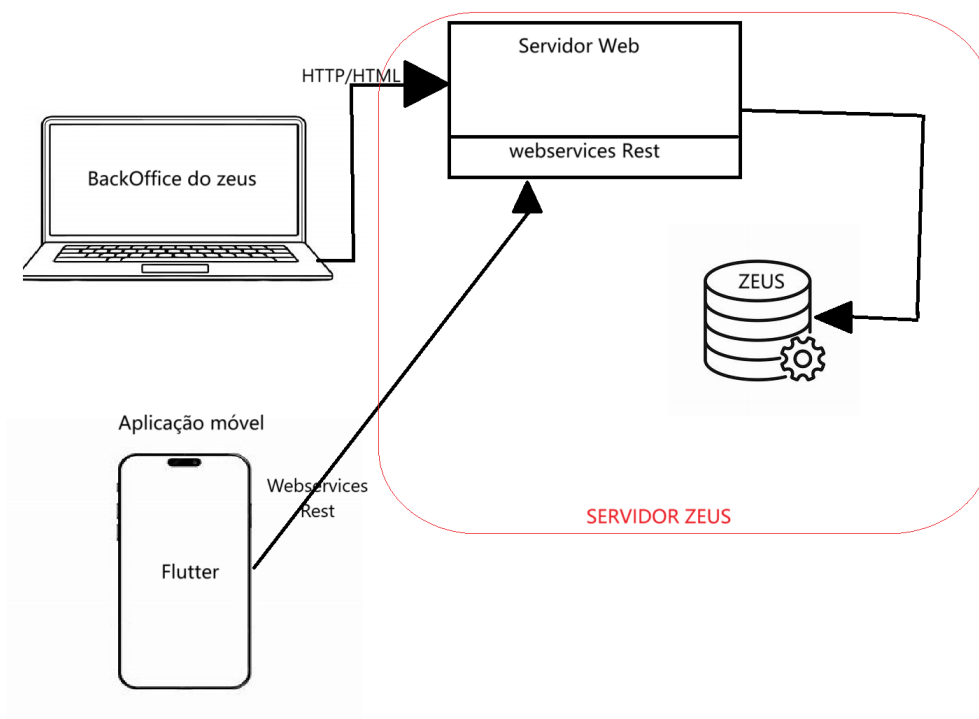 Servidor Web
HTTP/HTML
webservices Rest
BackOffice do zeus
ZEUS
Aplicação móvel
Webservices
Rest
SERVIDOR ZEUS
Flutter